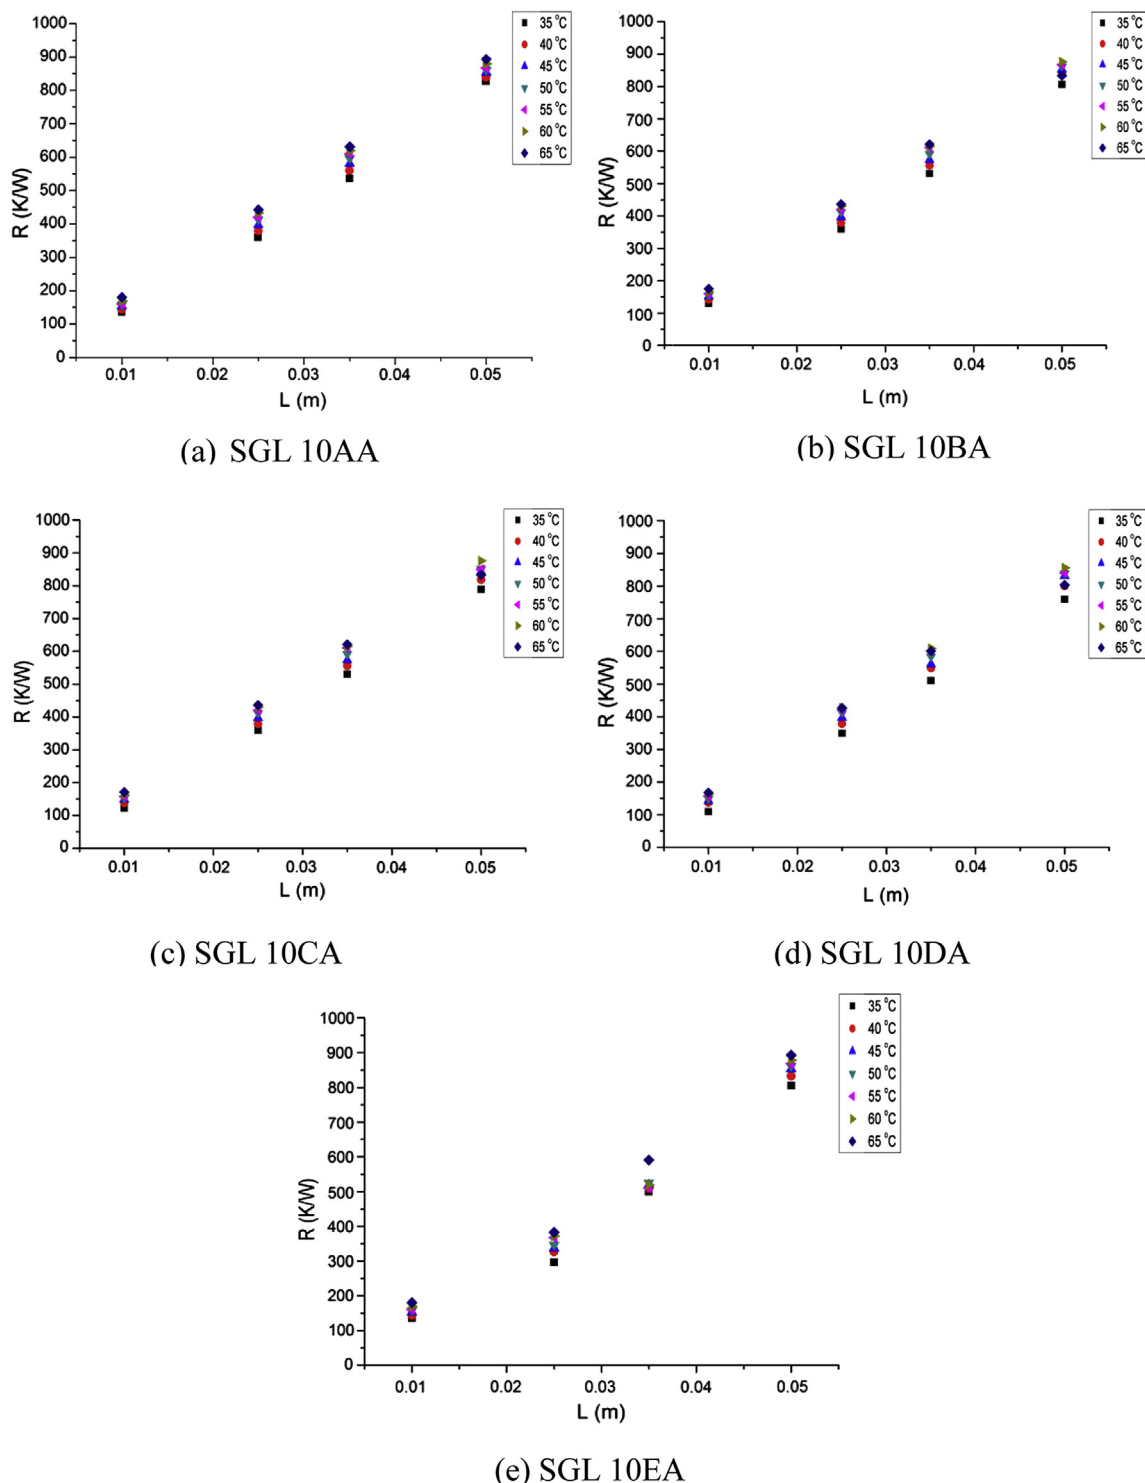 1000
900
800
700
600
500
400
300
200
100
0
R (K/W)
0.01 0.02 0.03 0.04 0.05
L (m)
35 °C
40 °C
45 °C
50 °C
55 °C
60 °C
65 °C
(a) SGL 10AA
1000
900
800
700
600
500
400
300
200
100
0
R (K/W)
0.01 0.02 0.03 0.04 0.05
L (m)
35 °C
40 °C
45 °C
50 °C
55 °C
60 °C
65 °C
(b) SGL 10BA
1000
900
800
700
600
500
400
300
200
100
0
R (K/W)
0.01 0.02 0.03 0.04 0.05
L (m)
35 °C
40 °C
45 °C
50 °C
55 °C
60 °C
65 °C
(c) SGL 10CA
1000
900
800
700
600
500
400
300
200
100
0
R (K/W)
0.01 0.02 0.03 0.04 0.05
L (m)
35 °C
40 °C
45 °C
50 °C
55 °C
60 °C
65 °C
(d) SGL 10DA
1000
900
800
700
600
500
400
300
200
100
0
R (K/W)
0.01 0.02 0.03 0.04 0.05
L (m)
35 °C
40 °C
45 °C
50 °C
55 °C
60 °C
65 °C
(e) SGL 10EA